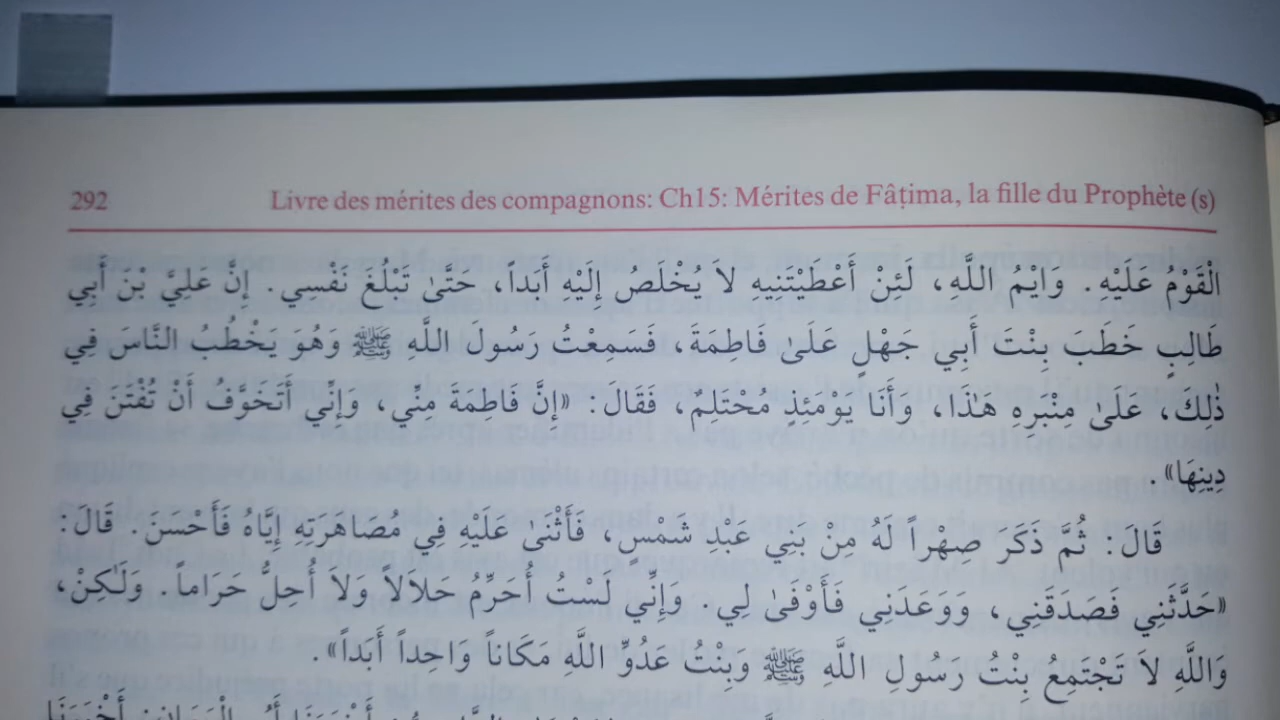 292 Livre des mérites des compagnons: Ch15: Mérites de Fâṭima, la fille du Prophète (s)
الْقَوْمُ عَلَيْهِ. وَايْمُ اللَّهِ، لَئِنْ أَعْطَيْتَنِيهِ لاَ يُخْلَصُ إِلَيْهِ أَبَداً، حَتَّىٰ تَبْلُغَ نَفْسِي. إِنَّ عَلِيَّ بْنَ أَبِي
طَالِبٍ خَطَبَ بِنْتَ أَبِي جَهْلٍ عَلَىٰ فَاطِمَةَ، فَسَمِعْتُ رَسُولَ اللَّهِ ﷺ وَهُوَ يَخْطُبُ النَّاسَ فِي
ذٰلِكَ، عَلَىٰ مِنْبَرِهِ هٰذَا، وَأَنَا يَوْمَئِذٍ مُحْتَلِمٌ، فَقَالَ: «إِنَّ فَاطِمَةَ مِنِّي، وَإِنِّي أَتَخَوَّفُ أَنْ تُفْتَنَ فِي
دِينِهَا».
قَالَ: ثُمَّ ذَكَرَ صِهْراً لَهُ مِنْ بَنِي عَبْدِ شَمْسٍ، فَأَثْنَىٰ عَلَيْهِ فِي مُصَاهَرَتِهِ إِيَّاهُ فَأَحْسَنَ. قَالَ:
«حَدَّثَنِي فَصَدَقَنِي، وَوَعَدَنِي فَأَوْفَىٰ لِي. وَإِنِّي لَسْتُ أُحَرِّمُ حَلاَلاً وَلاَ أُحِلُّ حَرَاماً. وَلَٰكِنْ،
وَاللَّهِ لاَ تَجْتَمِعُ بِنْتُ رَسُولِ اللَّهِ ﷺ وَبِنْتُ عَدُوِّ اللَّهِ مَكَاناً وَاحِداً أَبَداً».